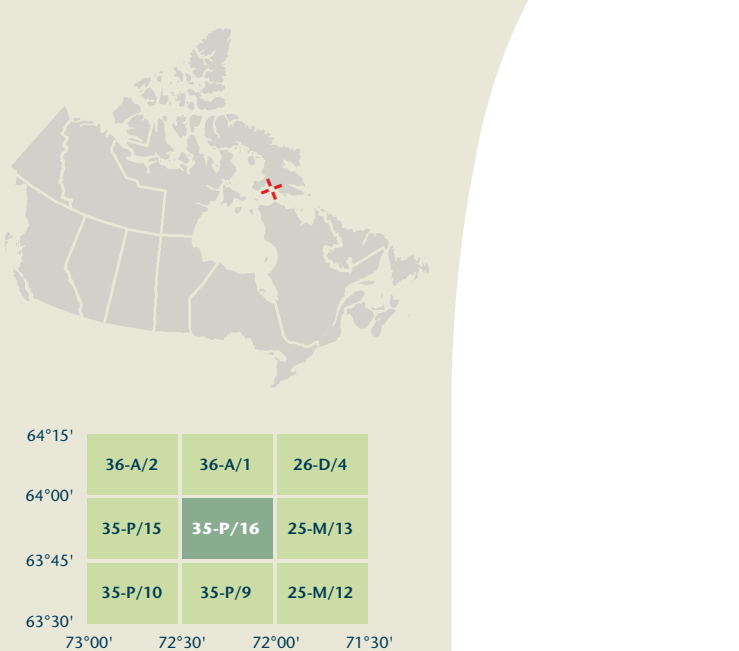 64°15'
36-A/2 36-A/1 26-D/4
64°00'
35-P/15 35-P/16 25-M/13
63°45'
35-P/10 35-P/9 25-M/12
63°30'
73°00' 72°30' 72°00' 71°30'